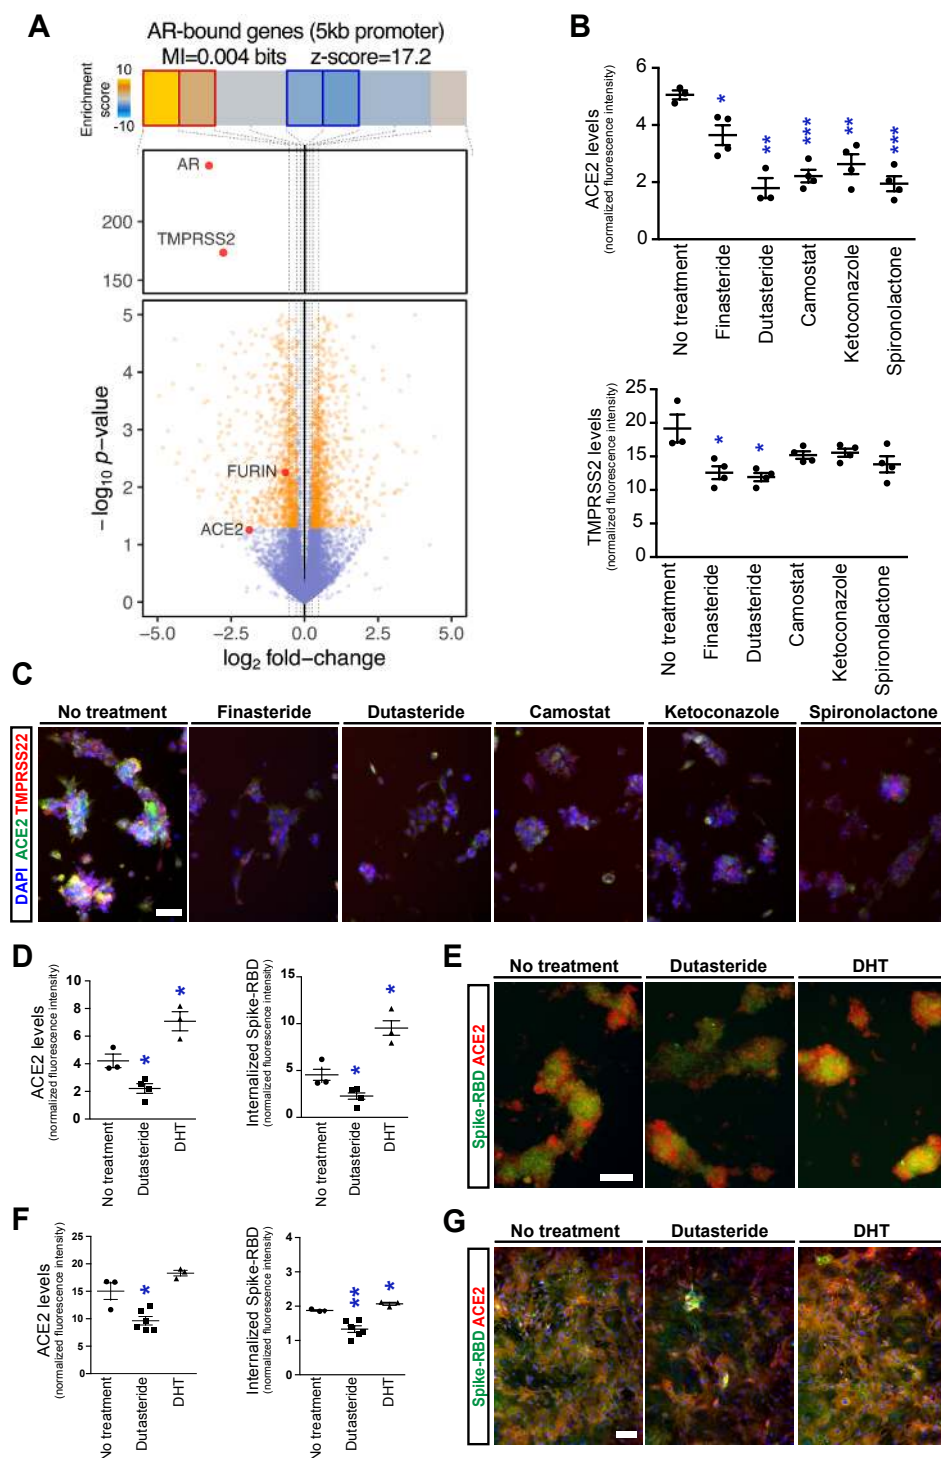 A
AR-bound genes (5kb promoter)
MI=0.004 bits z-score=17.2
Enrichment
score
10
-10
AR
TMPRSS2
200
150
5
4
3
2
1
0
FURIN
ACE2
−log10 p−value
−5.0 −2.5 0.0 2.5 5.0
log2 fold−change
B
ACE2 levels
(normalized fluorescence intensity)
6
4
2
0
* ** *** ** ***
No treatment
Finasteride
Dutasteride
Camostat
Ketoconazole
Spironolactone
TMPRSS2 levels
(normalized fluorescence intensity)
25
20
15
10
5
0
* *
No treatment
Finasteride
Dutasteride
Camostat
Ketoconazole
Spironolactone
C
No treatment Finasteride Dutasteride Camostat Ketoconazole Spironolactone
DAPI ACE2 TMPRSS22
D
ACE2 levels
(normalized fluorescence intensity)
10
8
6
4
2
0
* *
No treatment
Dutasteride
DHT
Internalized Spike-RBD
(normalized fluorescence intensity)
15
10
5
0
* *
No treatment
Dutasteride
DHT
E
No treatment Dutasteride DHT
Spike-RBD ACE2
F
ACE2 levels
(normalized fluorescence intensity)
25
20
15
10
5
0
*
No treatment
Dutasteride
DHT
Internalized Spike-RBD
(normalized fluorescence intensity)
4
3
2
1
0
** *
No treatment
Dutasteride
DHT
G
No treatment Dutasteride DHT
Spike-RBD ACE2